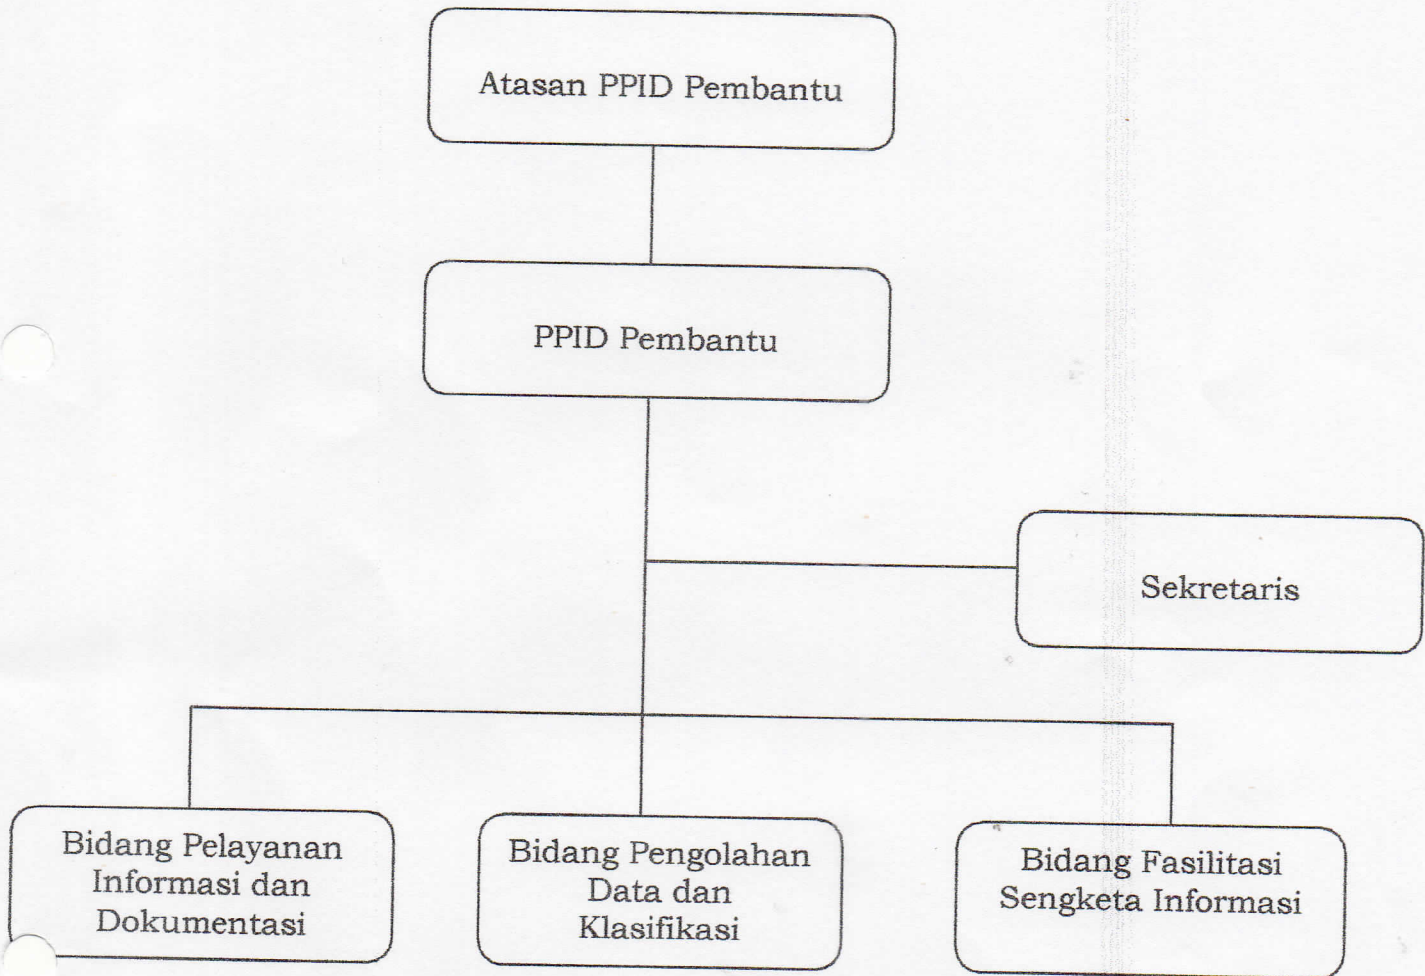 Atasan PPID Pembantu
PPID Pembantu
Sekretaris
Bidang Pelayanan
Informasi dan
Dokumentasi
Bidang Pengolahan
Data dan
Klasifikasi
Bidang Fasilitasi
Sengketa Informasi